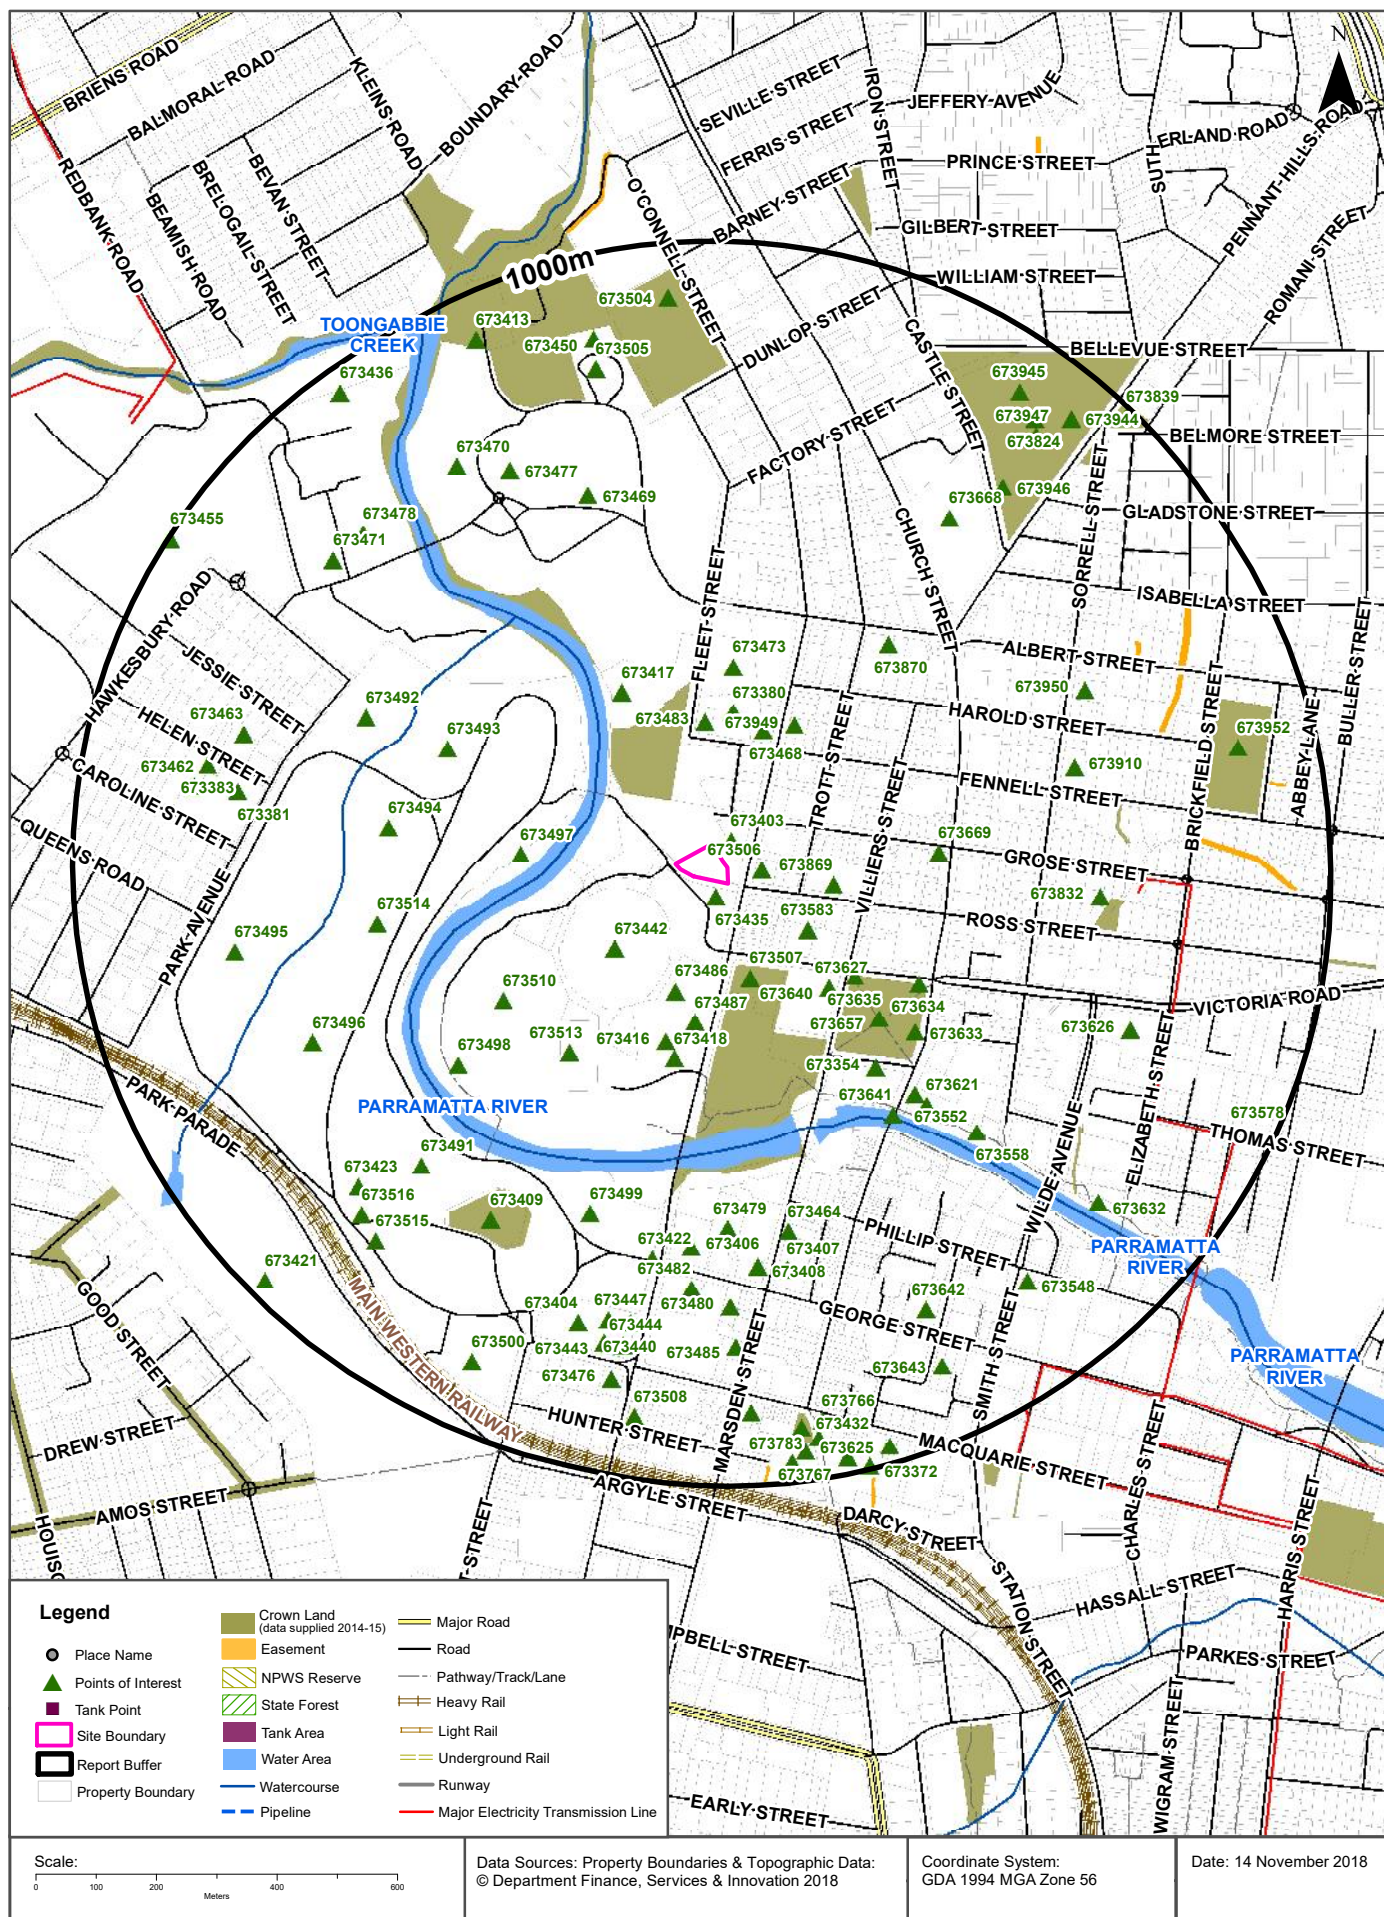 N
BRIENS ROAD
BALMORAL ROAD
KLEINS ROAD
BOUNDARY ROAD
SEVILLE STREET
IRON STREET
JEFFERY AVENUE
ERLAND ROAD
PENNANT HILLS ROAD
FERRIS STREET
PRINCE STREET
SUTH
REDBANK ROAD
BEVAN STREET
BRELOGAIL STREET
BEAMISH ROAD
O'CONNELL STREET
BARNEY STREET
GILBERT STREET
ROMANI STREET
WILLIAM STREET
1000m
673504
TOONGABBIE
CREEK
673413
673450
673505
DUNLOP STREET
CASTLE STREET
BELLEVUE STREET
673436
673945
673839
673947
673944
673824
BELMORE STREET
FACTORY STREET
673470
673477
673469
673946
673668
GLADSTONE STREET
673455
673478
673471
CHURCH STREET
SORRELL STREET
HAWKESBURY ROAD
FLEET STREET
ISABELLA STREET
BULLER STREET
JESSIE STREET
673473
673870
ALBERT STREET
673417
673380
673950
HELEN STREET
673463
673492
673493
673483
673949
673468
TROTT STREET
HAROLD STREET
BRICKFIELD STREET
673952
ABBEY LANE
673462
673383
673381
CAROLINE STREET
673910
FENNELL STREET
VILLIERS STREET
QUEENS ROAD
673494
673497
673403
673506
673669
GROSE STREET
673869
PARK AVENUE
673514
673435
673583
673832
ROSS STREET
673495
673442
673507
673486
673627
673510
673487
673640
673635
673634
VICTORIA ROAD
673496
673513
673416
673418
673657
673633
673626
673498
673354
ELIZABETH STREET
PARK PARADE
PARRAMATTA RIVER
673641
673621
673552
WILDE AVENUE
673578
THOMAS STREET
673558
673491
673423
673516
673515
673409
673499
673479
673464
673632
PHILLIP STREET
PARRAMATTA
RIVER
673422
673406
673407
673421
673482
673408
673548
GOOD STREET
MAIN WESTERN RAILWAY
673404
673447
673444
673480
673642
GEORGE STREET
673500
673443
673440
673485
MARSDEN STREET
673643
SMITH STREET
PARRAMATTA
RIVER
673476
673508
HUNTER STREET
673766
673432
673783
673625
673767
673372
MACQUARIE STREET
CHARLES STREET
DREW STREET
AMOS STREET
ARGYLE STREET
DARCY STREET
HARRIS STREET
HOUISO
T STREET
STATION STREET
HASSALL STREET
MPBELL STREET
PARKES STREET
WIGRAM STREET
EARLY STREET
Legend
Place Name
Points of Interest
Tank Point
Site Boundary
Report Buffer
Property Boundary
Crown Land
(data supplied 2014-15)
Easement
NPWS Reserve
State Forest
Tank Area
Water Area
Watercourse
Pipeline
Major Road
Road
Pathway/Track/Lane
Heavy Rail
Light Rail
Underground Rail
Runway
Major Electricity Transmission Line
Scale:
0 100 200 400 600
Meters
Data Sources: Property Boundaries & Topographic Data:
© Department Finance, Services & Innovation 2018
Coordinate System:
GDA 1994 MGA Zone 56
Date: 14 November 2018